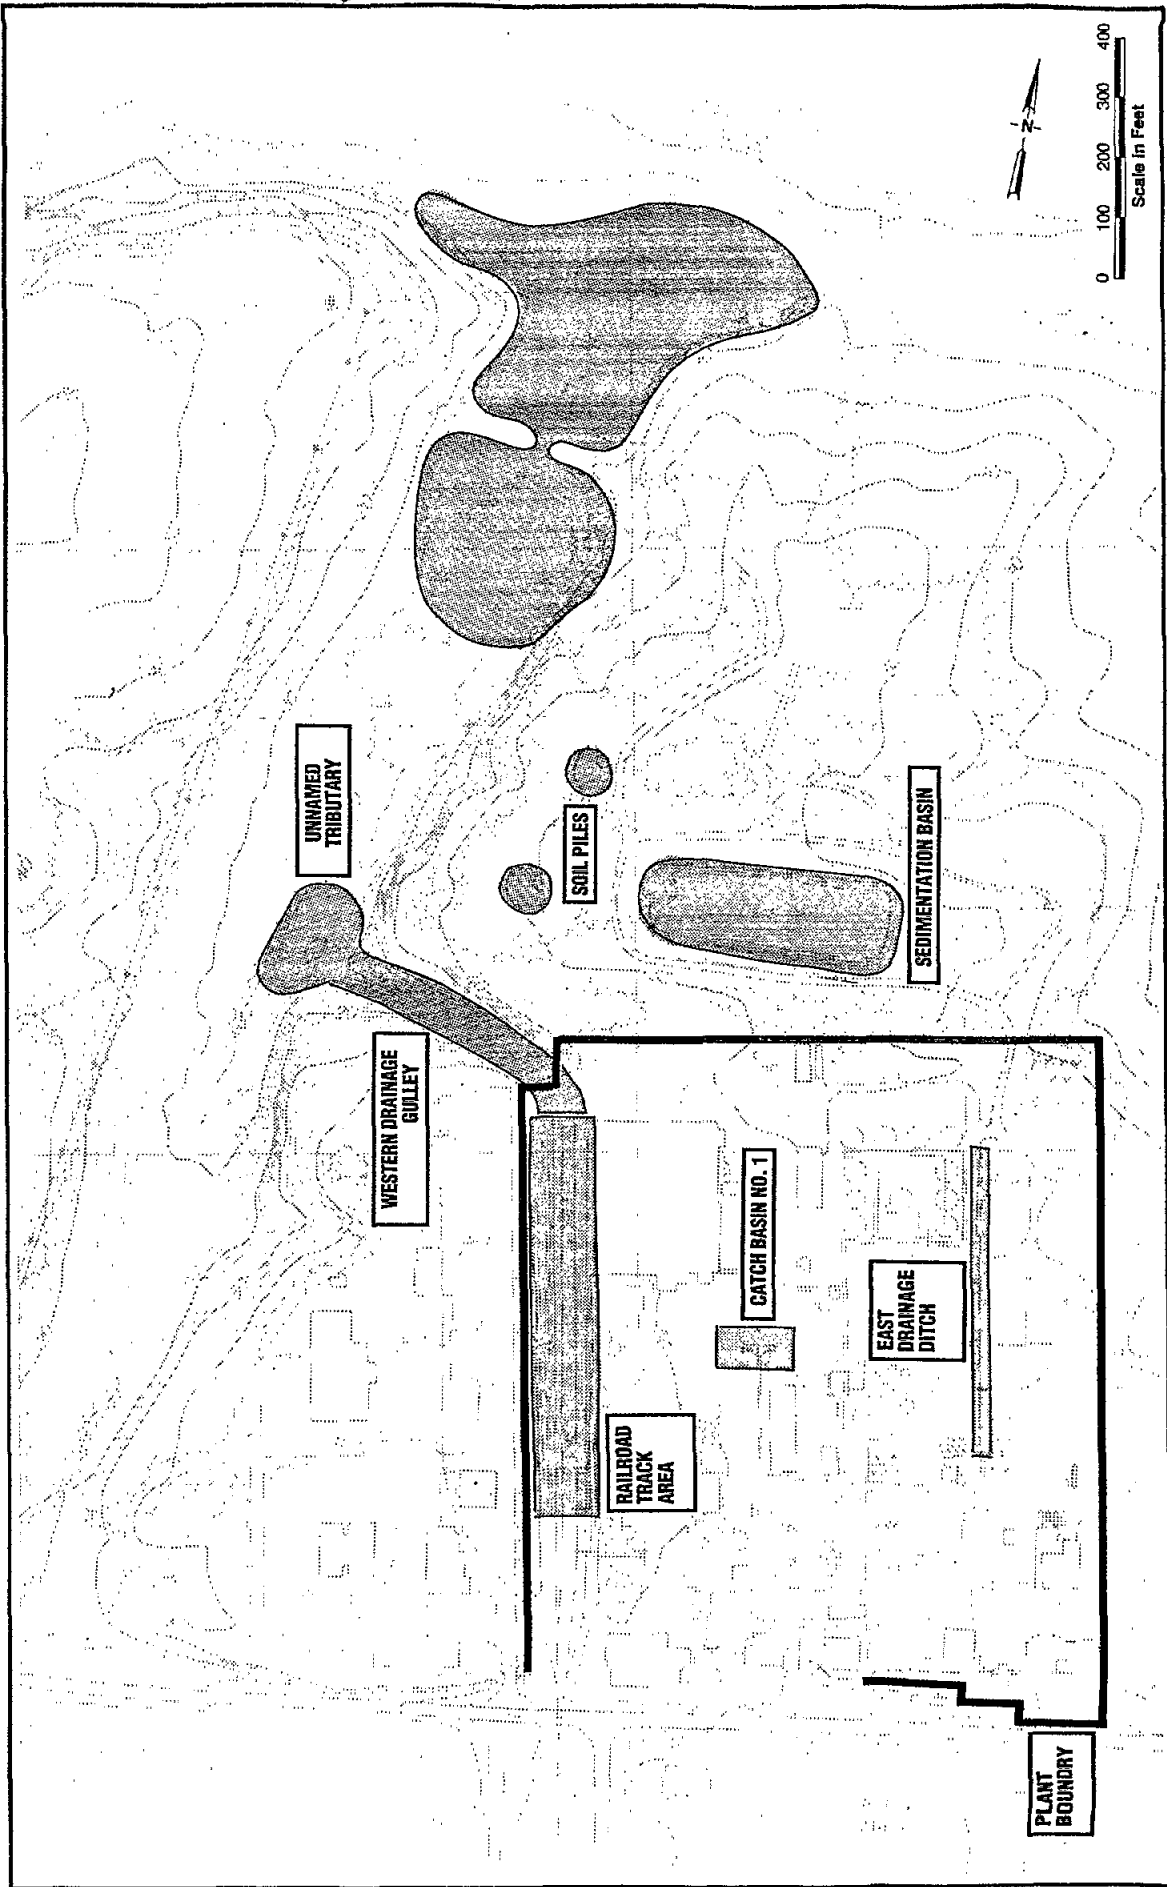 UNNAMED
TRIBUTARY
WESTERN DRAINAGE
GULLEY
SOIL PILES
SEDIMENTATION BASIN
RAILROAD
TRACK
AREA
CATCH BASIN NO. 1
EAST
DRAINAGE
DITCH
PLANT
BOUNDRY
N
0 100 200 300 400
Scale in Feet